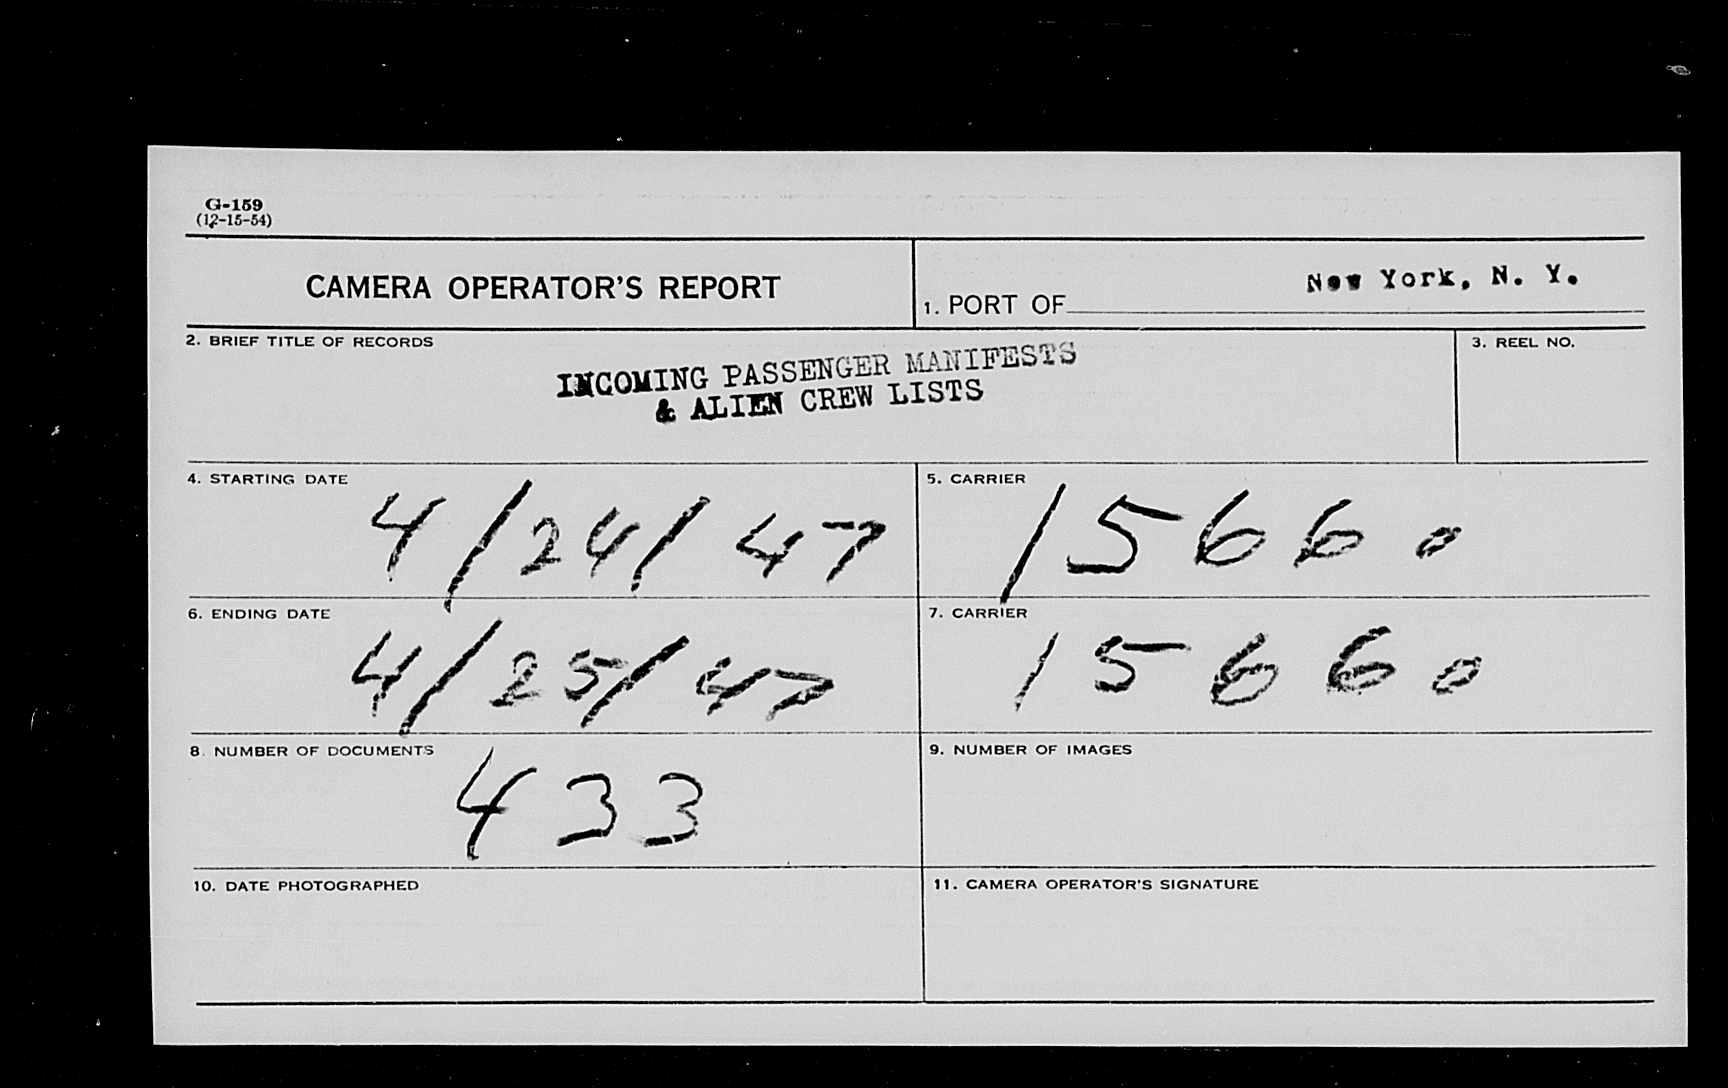 G-159
(12-15-54)
CAMERA OPERATOR'S REPORT
1. PORT OF New York, N. Y.
2. BRIEF TITLE OF RECORDS
INCOMING PASSENGER MANIFESTS
& ALIEN CREW LISTS
3. REEL NO.
4. STARTING DATE
4/24/47
5. CARRIER
15660
6. ENDING DATE
4/25/47
7. CARRIER
15660
8. NUMBER OF DOCUMENTS
433
9. NUMBER OF IMAGES
10. DATE PHOTOGRAPHED
11. CAMERA OPERATOR'S SIGNATURE